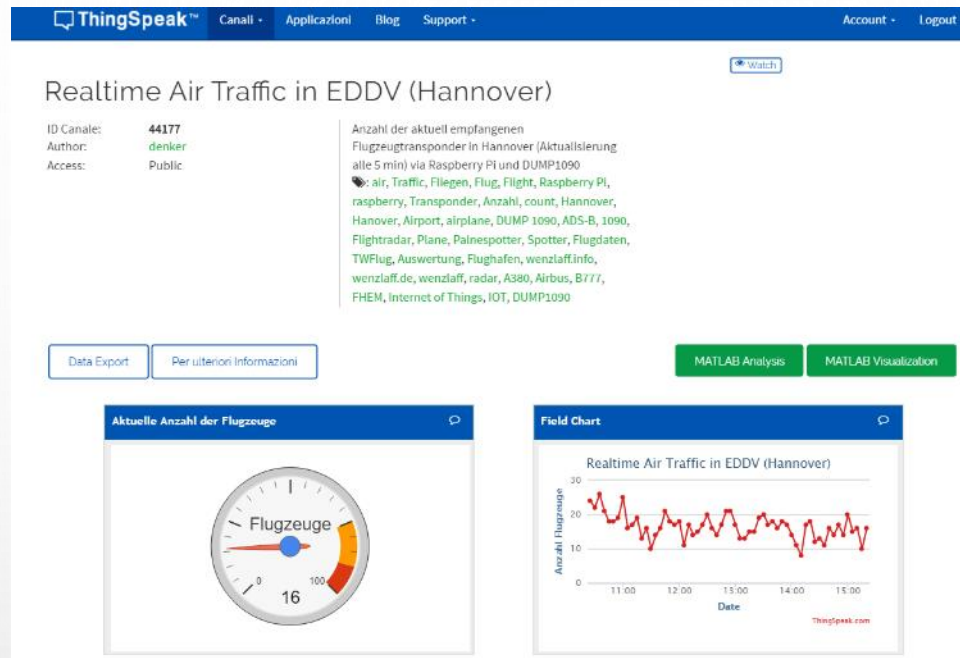 ThingSpeak™ Canali Applicazioni Blog Support Account Logout
Watch
Realtime Air Traffic in EDDV (Hannover)
ID Canale: 44177
Author: denker
Access: Public
Anzahl der aktuell empfangenen
Flugzeugtransponder in Hannover (Aktualisierung
alle 5 min) via Raspberry Pi und DUMP1090
: air, Traffic, Fliegen, Flug, Flight, Raspberry Pi,
raspberry, Transponder, Anzahl, count, Hannover,
Hanover, Airport, airplane, DUMP 1090, ADS-B, 1090,
Flightradar, Plane, Palnespotter, Spotter, Flugdaten,
TWFlug, Auswertung, Flughafen, wenzlaff.info,
wenzlaff.de, wenzlaff, radar, A380, Airbus, B777,
FHEM, Internet of Things, IOT, DUMP1090
Data Export
Per ulteriori Informazioni
MATLAB Analysis
MATLAB Visualization
Aktuelle Anzahl der Flugzeuge
Flugzeuge
0 100
16
Field Chart
Realtime Air Traffic in EDDV (Hannover)
Anzahl Flugzeuge
30
20
10
0
11:00 12:00 13:00 14:00 15:00
Date
ThingSpeak.com